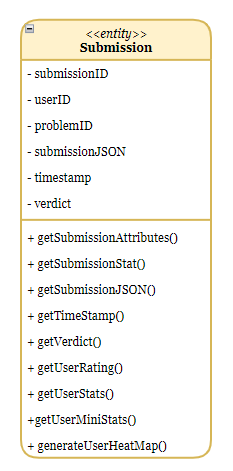 <<entity>>
Submission
- submissionID
- userID
- problemID
- submissionJSON
- timestamp
- verdict
+ getSubmissionAttributes()
+ getSubmissionStat()
+ getSubmissionJSON()
+ getTimeStamp()
+ getVerdict()
+ getUserRating()
+ getUserStats()
+getUserMiniStats()
+ generateUserHeatMap()